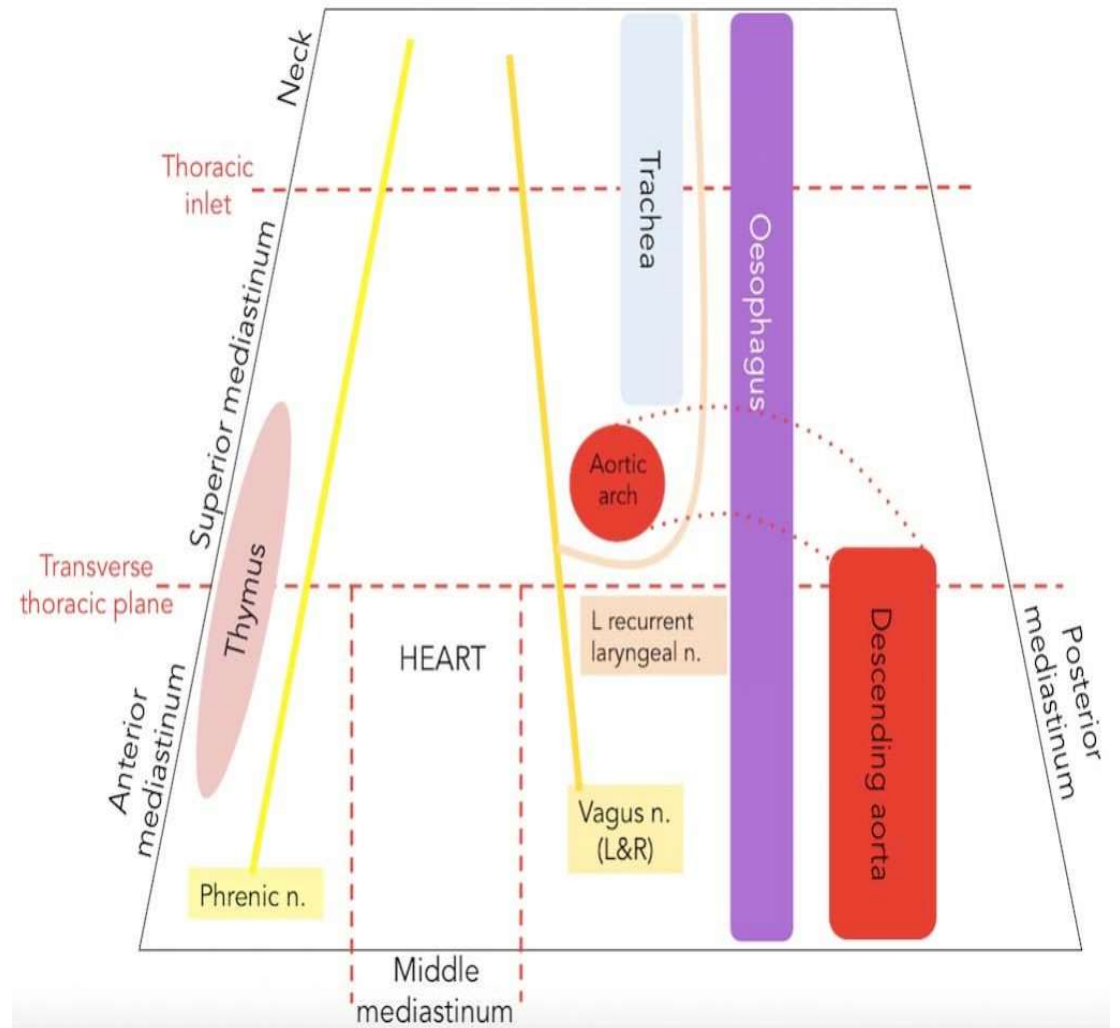 Neck
Thoracic
inlet
Trachea
Oesophagus
Superior mediastinum
Aortic
arch
Transverse
thoracic plane
Thymus
HEART
L recurrent
laryngeal n.
Descending aorta
Anterior
mediastinum
Posterior
mediastinum
Vagus n.
(L&R)
Phrenic n.
Middle
mediastinum